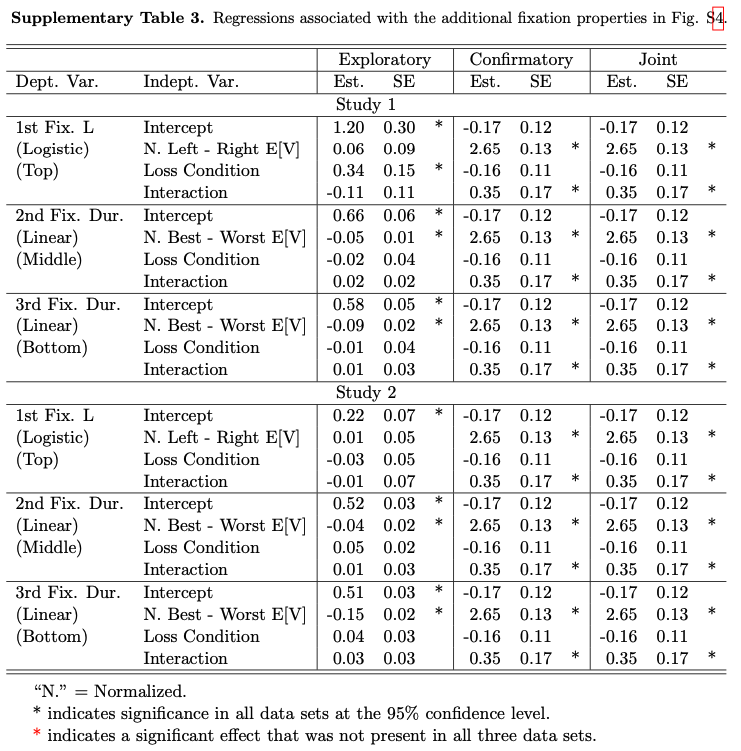 Supplementary Table 3. Regressions associated with the additional fixation properties in Fig. S4.
Exploratory Confirmatory Joint
Dept. Var. Indept. Var. Est. SE Est. SE Est. SE
Study 1
1st Fix. L Intercept 1.20 0.30 * -0.17 0.12 -0.17 0.12
(Logistic) N. Left - Right E[V] 0.06 0.09 2.65 0.13 * 2.65 0.13 *
(Top) Loss Condition 0.34 0.15 * -0.16 0.11 -0.16 0.11
Interaction -0.11 0.11 0.35 0.17 * 0.35 0.17 *
2nd Fix. Dur. Intercept 0.66 0.06 * -0.17 0.12 -0.17 0.12
(Linear) N. Best - Worst E[V] -0.05 0.01 * 2.65 0.13 * 2.65 0.13 *
(Middle) Loss Condition -0.02 0.04 -0.16 0.11 -0.16 0.11
Interaction 0.02 0.02 0.35 0.17 * 0.35 0.17 *
3rd Fix. Dur. Intercept 0.58 0.05 * -0.17 0.12 -0.17 0.12
(Linear) N. Best - Worst E[V] -0.09 0.02 * 2.65 0.13 * 2.65 0.13 *
(Bottom) Loss Condition -0.01 0.04 -0.16 0.11 -0.16 0.11
Interaction 0.01 0.03 0.35 0.17 * 0.35 0.17 *
Study 2
1st Fix. L Intercept 0.22 0.07 * -0.17 0.12 -0.17 0.12
(Logistic) N. Left - Right E[V] 0.01 0.05 2.65 0.13 * 2.65 0.13 *
(Top) Loss Condition -0.03 0.05 -0.16 0.11 -0.16 0.11
Interaction -0.01 0.07 0.35 0.17 * 0.35 0.17 *
2nd Fix. Dur. Intercept 0.52 0.03 * -0.17 0.12 -0.17 0.12
(Linear) N. Best - Worst E[V] -0.04 0.02 * 2.65 0.13 * 2.65 0.13 *
(Middle) Loss Condition 0.05 0.02 -0.16 0.11 -0.16 0.11
Interaction 0.01 0.03 0.35 0.17 * 0.35 0.17 *
3rd Fix. Dur. Intercept 0.51 0.03 * -0.17 0.12 -0.17 0.12
(Linear) N. Best - Worst E[V] -0.15 0.02 * 2.65 0.13 * 2.65 0.13 *
(Bottom) Loss Condition 0.04 0.03 -0.16 0.11 -0.16 0.11
Interaction 0.03 0.03 0.35 0.17 * 0.35 0.17 *
“N.” = Normalized.
* indicates significance in all data sets at the 95% confidence level.
* indicates a significant effect that was not present in all three data sets.